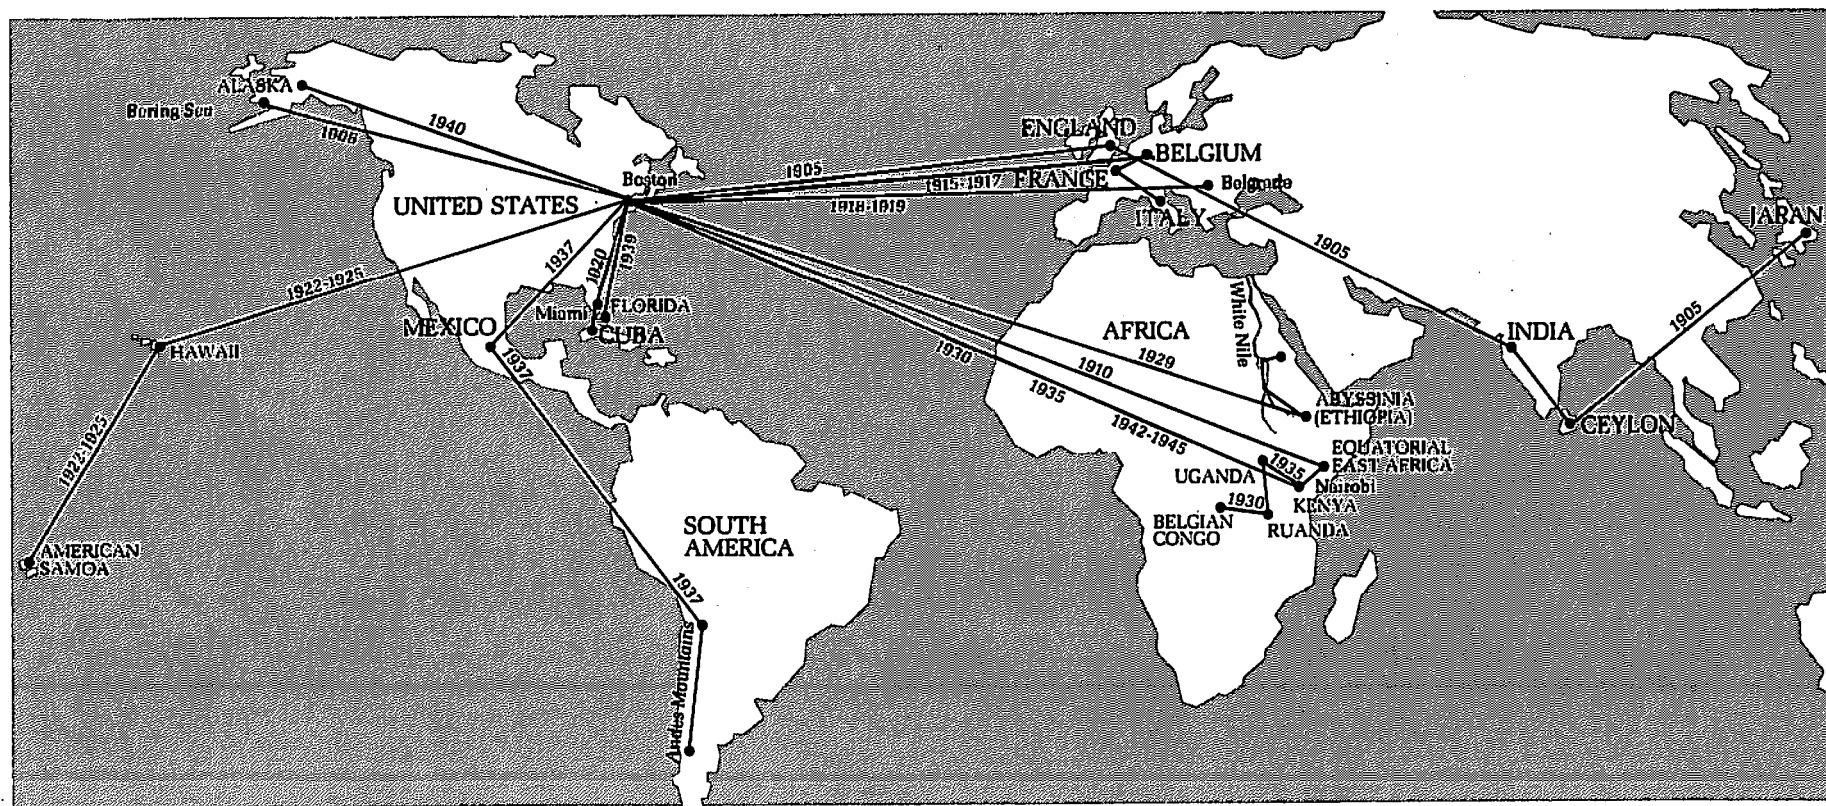 ALASKA
Bering Sea
1940
1906
Boston
UNITED STATES
1905
1915-1917
1918-1919
ENGLAND
BELGIUM
FRANCE
Belgrade
ITALY
JAPAN
1905
1905
1922-1925
1937
1920
1939
Miami
FLORIDA
CUBA
MEXICO
1937
HAWAII
1922-1925
AMERICAN
SAMOA
AFRICA
White Nile
1929
1910
1930
1935
1942-1945
ABYSSINIA
(ETHIOPIA)
EQUATORIAL
EAST AFRICA
UGANDA
1935
Nairobi
KENYA
1930
BELGIAN
CONGO
RUANDA
INDIA
CEYLON
SOUTH
AMERICA
1937
Andes Mountains